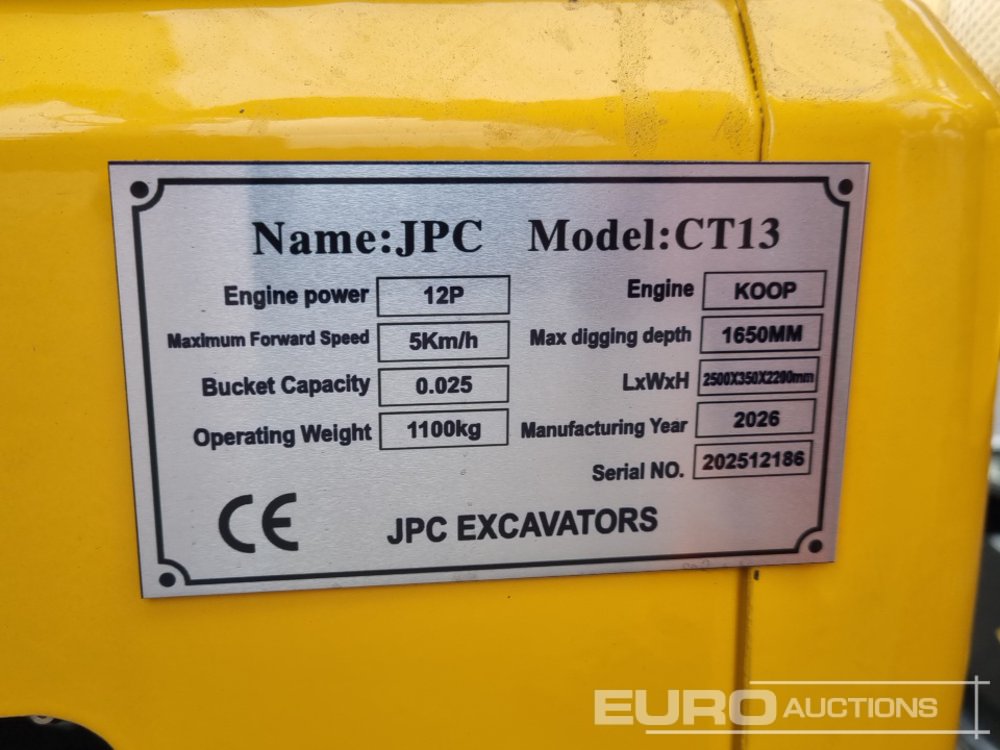 Name:JPC Model:CT13
Engine power 12P Engine KOOP
Maximum Forward Speed 5Km/h Max digging depth 1650MM
Bucket Capacity 0.025 LxWxH 2500X350X2200mm
Operating Weight 1100kg Manufacturing Year 2026
Serial NO. 202512186
CE JPC EXCAVATORS
EURO AUCTIONS